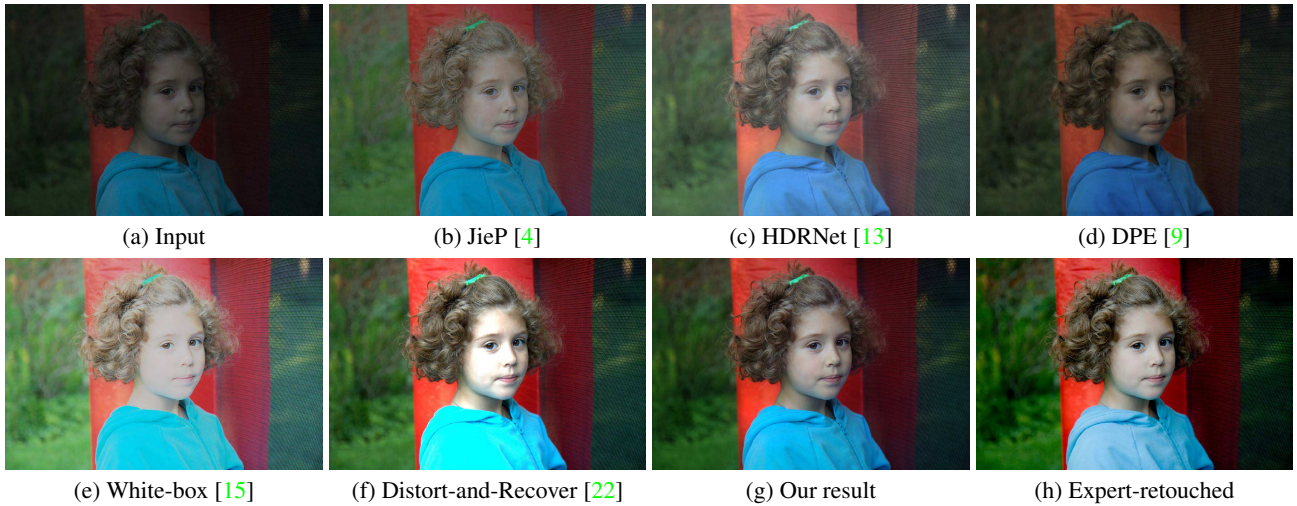 (a) Input (b) JieP [4] (c) HDRNet [13] (d) DPE [9]
(e) White-box [15] (f) Distort-and-Recover [22] (g) Our result (h) Expert-retouched